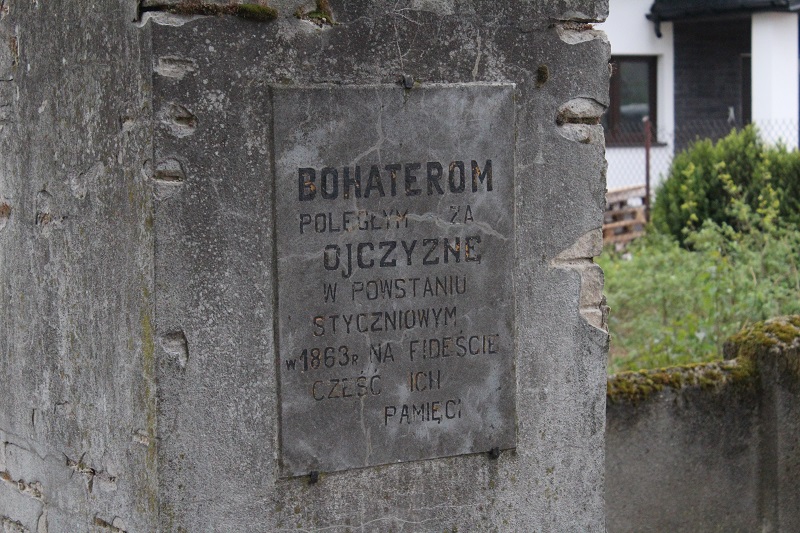 BOHATEROM
POLEGŁYM ZA
OJCZYZNĘ
W POWSTANIU
STYCZNIOWYM
W 1863R NA FIDEŚCIE
CZEŚĆ ICH
PAMIĘCI